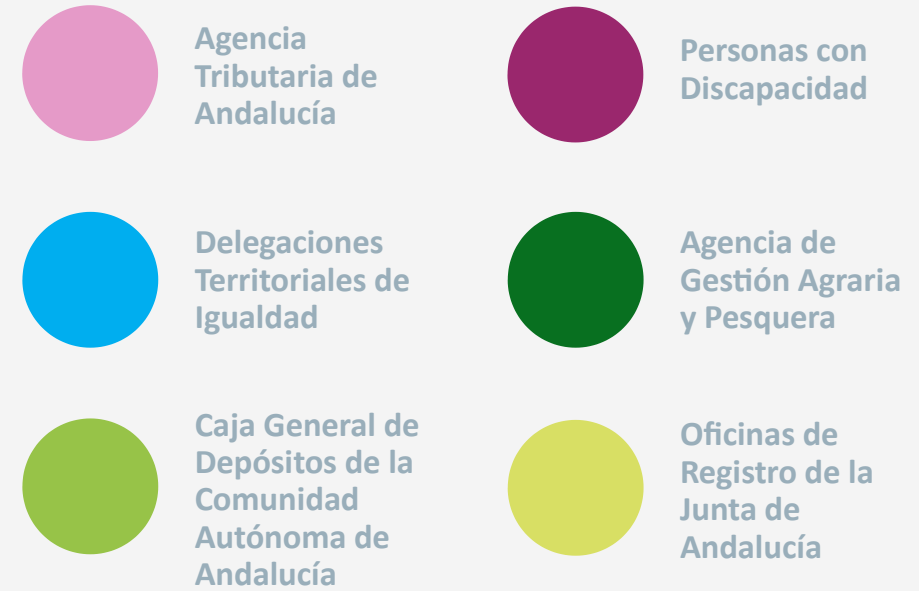 Agencia
Tributaria de
Andalucía
Personas con
Discapacidad
Delegaciones
Territoriales de
Igualdad
Agencia de
Gestión Agraria
y Pesquera
Caja General de
Depósitos de la
Comunidad
Autónoma de
Andalucía
Oficinas de
Registro de la
Junta de
Andalucía